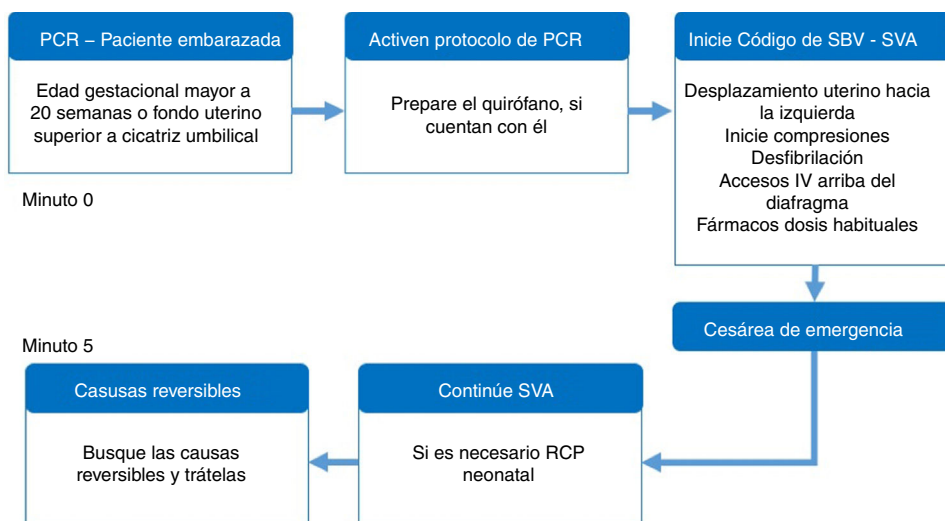 PCR – Paciente embarazada
Edad gestacional mayor a
20 semanas o fondo uterino
superior a cicatriz umbilical
Minuto 0
Activen protocolo de PCR
Prepare el quirófano, si
cuentan con él
Inicie Código de SBV - SVA
Desplazamiento uterino hacia
la izquierda
Inicie compresiones
Desfibrilación
Accesos IV arriba del
diafragma
Fármacos dosis habituales
Cesárea de emergencia
Minuto 5
Continúe SVA
Si es necesario RCP
neonatal
Casusas reversibles
Busque las causas
reversibles y trátelas